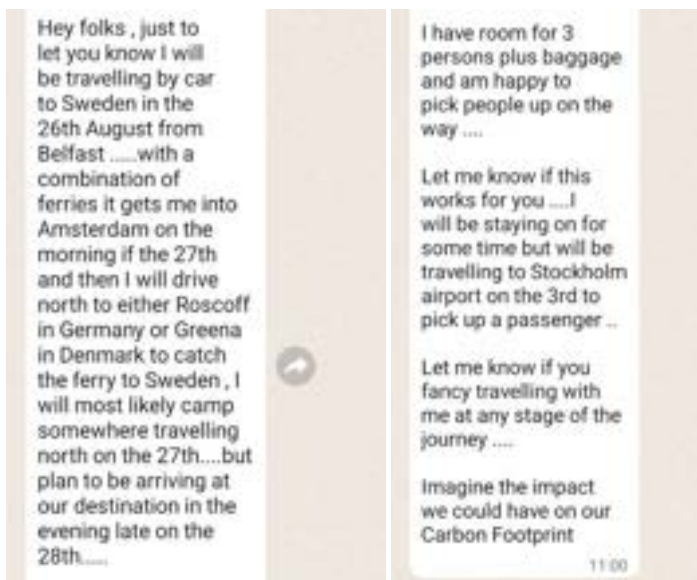 Hey folks , just to
let you know I will
be travelling by car
to Sweden in the
26th August from
Belfast .....with a
combination of
ferries it gets me into
Amsterdam on the
morning if the 27th
and then I will drive
north to either Roscoff
in Germany or Greena
in Denmark to catch
the ferry to Sweden , I
will most likely camp
somewhere travelling
north on the 27th....but
plan to be arriving at
our destination in the
evening late on the
28th.....
I have room for 3
persons plus baggage
and am happy to
pick people up on the
way ....
Let me know if this
works for you ....I
will be staying on for
some time but will be
travelling to Stockholm
airport on the 3rd to
pick up a passenger ..
Let me know if you
fancy travelling with
me at any stage of the
journey ....
Imagine the impact
we could have on our
Carbon Footprint
11:00